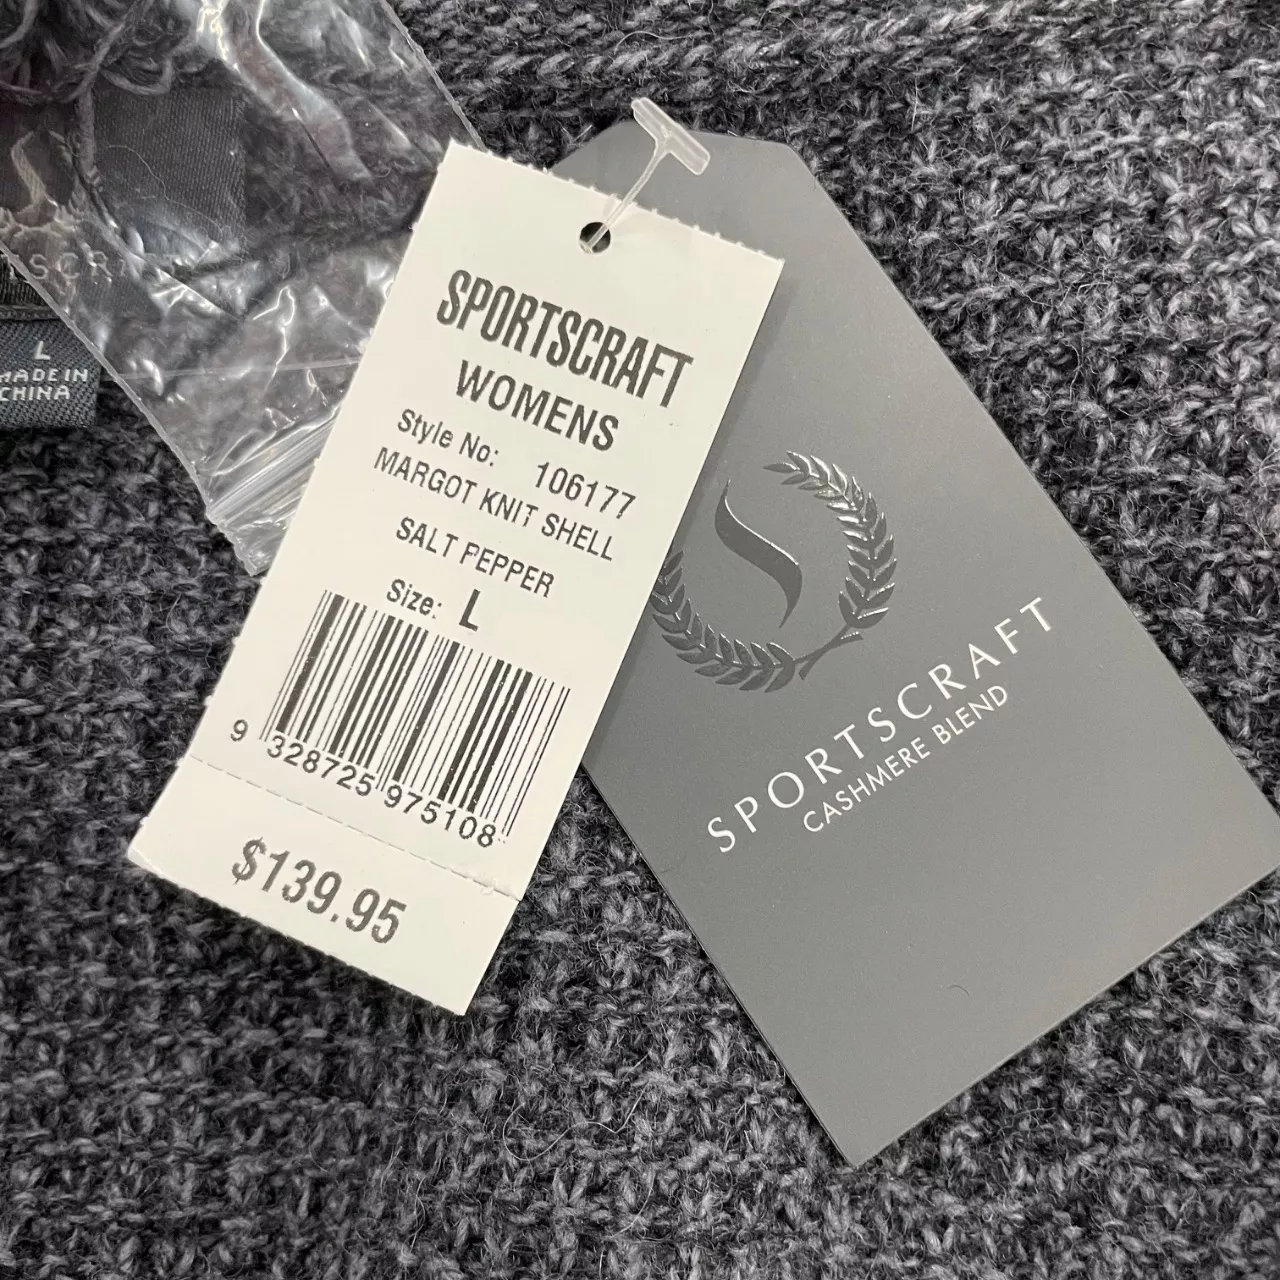 SPORTSCRAFT
WOMENS
Style No: 106177
MARGOT KNIT SHELL
SALT PEPPER
Size: L
9 328725 975108
$139.95
SPORTSCRAFT
CASHMERE BLEND
L
MADE IN
CHINA